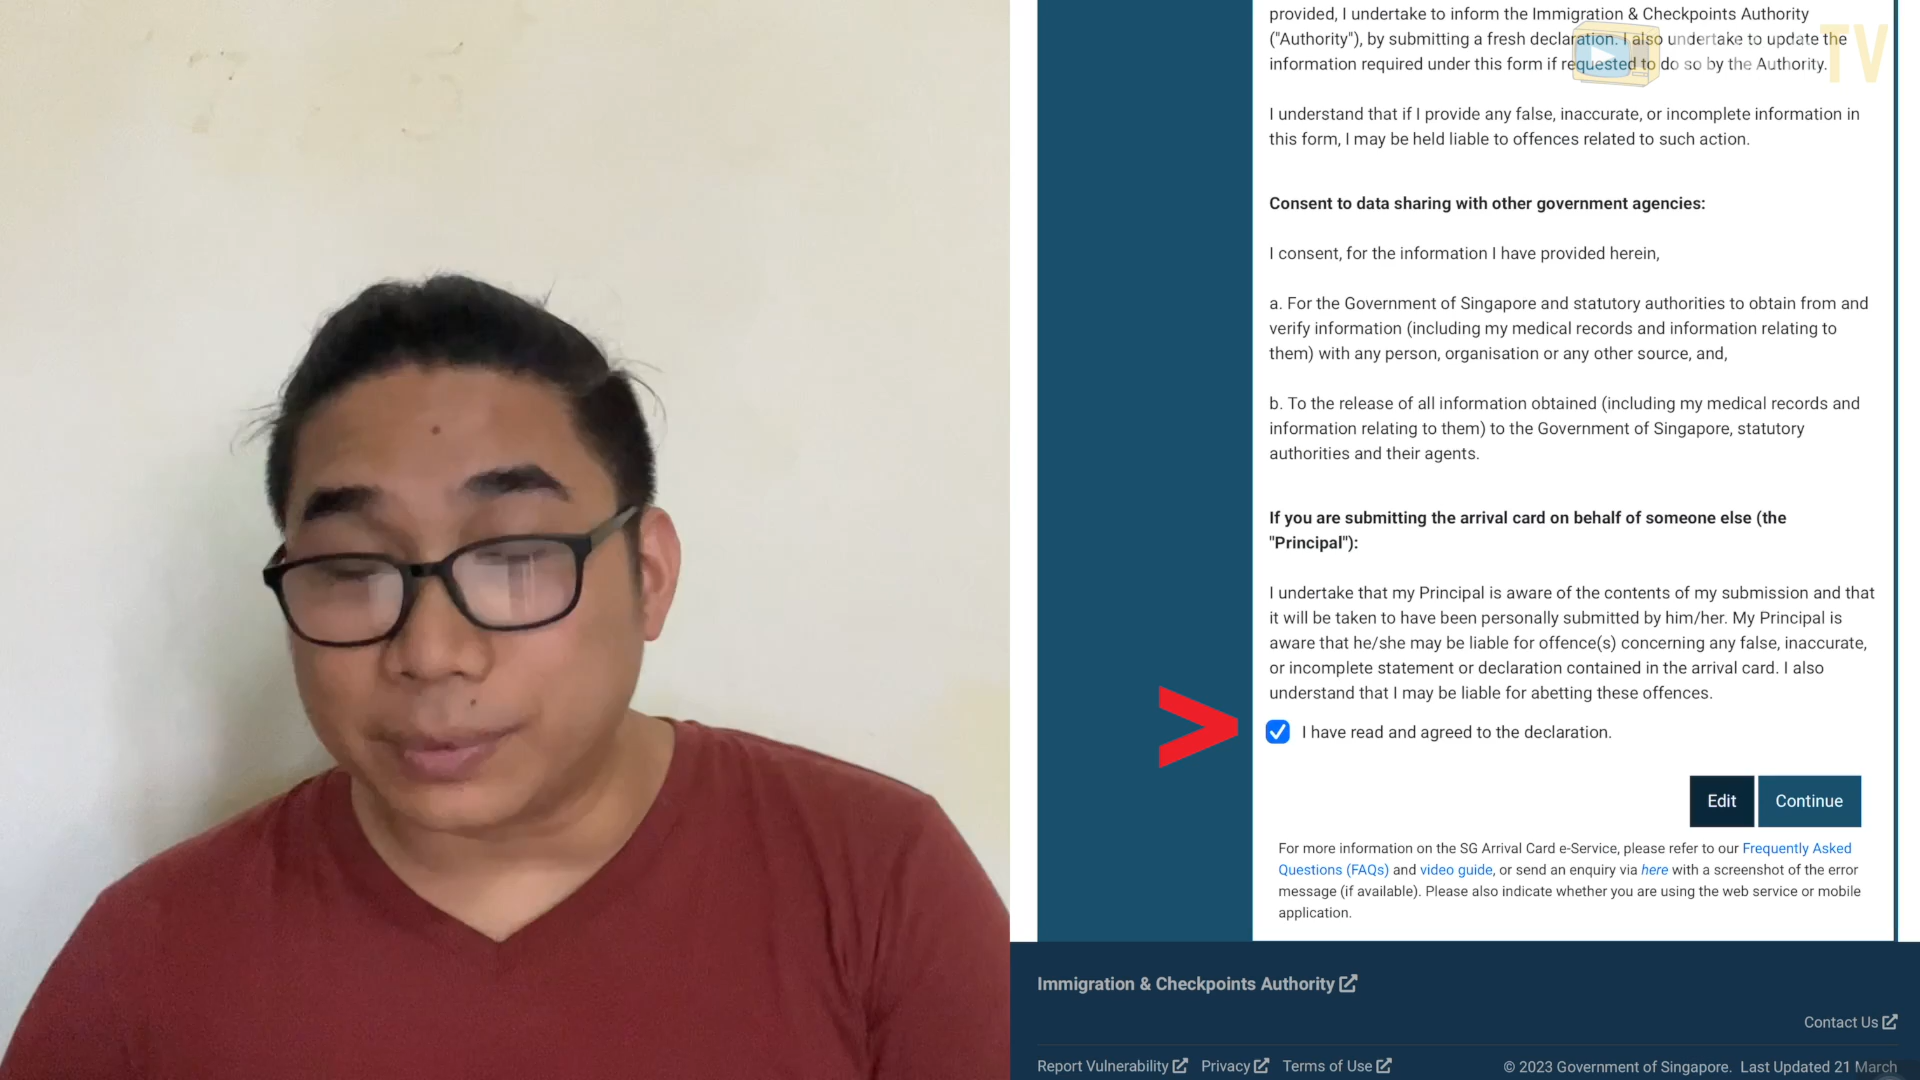 provided, I undertake to inform the Immigration & Checkpoints Authority
("Authority"), by submitting a fresh declaration. I also undertake to update the
information required under this form if requested to do so by the Authority.
TV
I understand that if I provide any false, inaccurate, or incomplete information in
this form, I may be held liable to offences related to such action.
Consent to data sharing with other government agencies:
I consent, for the information I have provided herein,
a. For the Government of Singapore and statutory authorities to obtain from and
verify information (including my medical records and information relating to
them) with any person, organisation or any other source, and,
b. To the release of all information obtained (including my medical records and
information relating to them) to the Government of Singapore, statutory
authorities and their agents.
If you are submitting the arrival card on behalf of someone else (the
"Principal"):
I undertake that my Principal is aware of the contents of my submission and that
it will be taken to have been personally submitted by him/her. My Principal is
aware that he/she may be liable for offence(s) concerning any false, inaccurate,
or incomplete statement or declaration contained in the arrival card. I also
understand that I may be liable for abetting these offences.
I have read and agreed to the declaration.
Edit Continue
For more information on the SG Arrival Card e-Service, please refer to our Frequently Asked
Questions (FAQs) and video guide, or send an enquiry via here with a screenshot of the error
message (if available). Please also indicate whether you are using the web service or mobile
application.
Immigration & Checkpoints Authority
Contact Us
Report Vulnerability Privacy Terms of Use © 2023 Government of Singapore. Last Updated 21 March